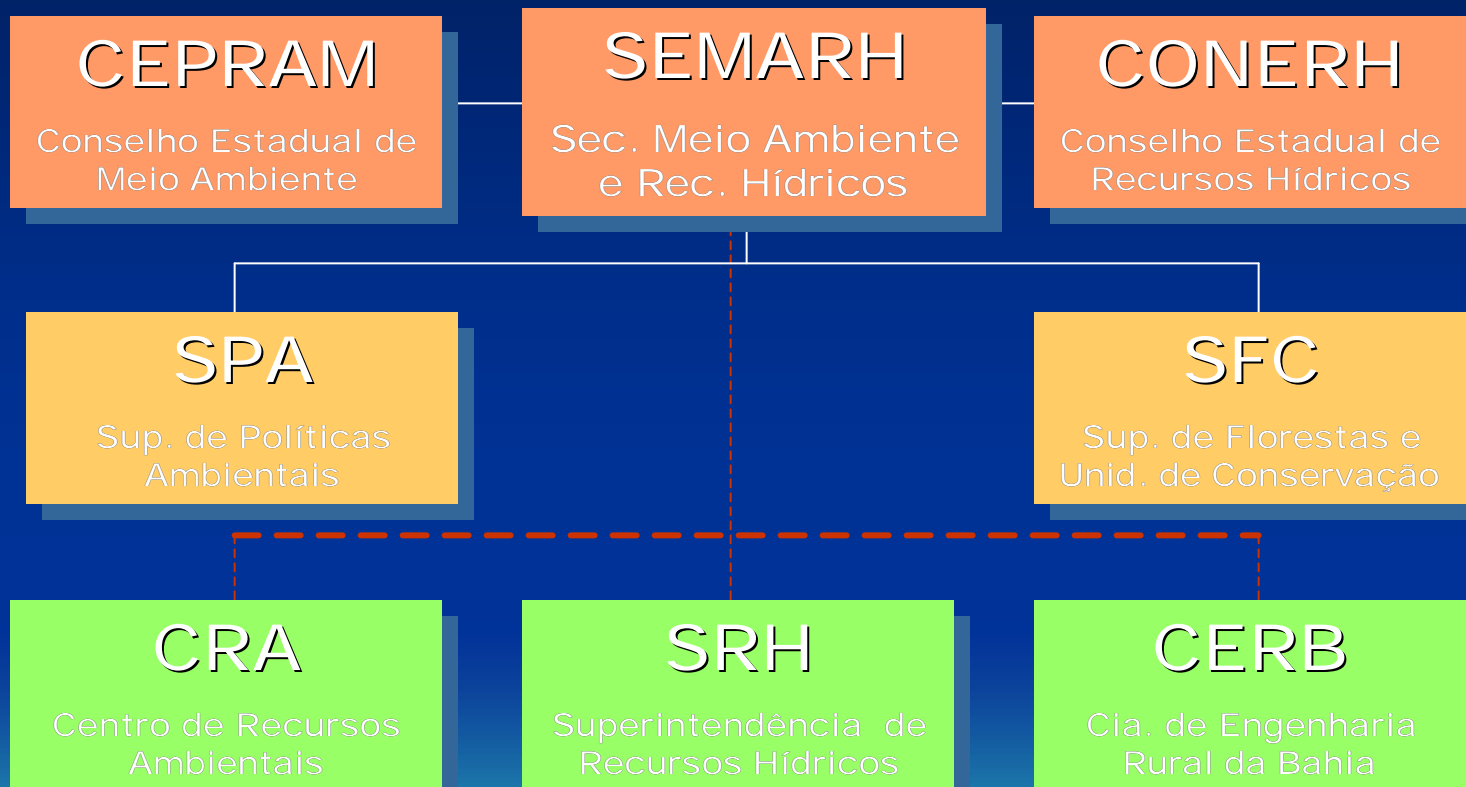 CEPRAM
Conselho Estadual de
Meio Ambiente
SEMARH
Sec. Meio Ambiente
e Rec. Hídricos
CONERH
Conselho Estadual de
Recursos Hídricos
SPA
Sup. de Políticas
Ambientais
SFC
Sup. de Florestas e
Unid. de Conservação
CRA
Centro de Recursos
Ambientais
SRH
Superintendência de
Recursos Hídricos
CERB
Cia. de Engenharia
Rural da Bahia